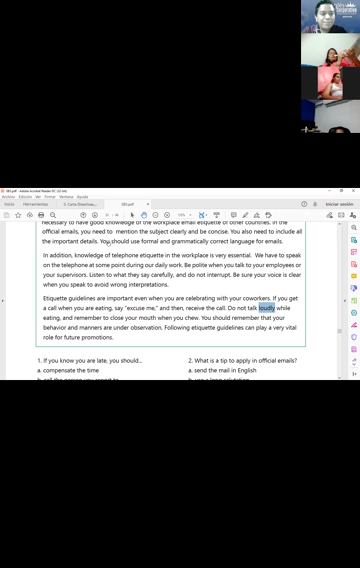 SB3.pdf - Adobe Acrobat Reader DC (32-bit)
Archivo Edición Ver Firmar Ventana Ayuda
Inicio Herramientas SB3.pdf Iniciar sesión
necessary to have good knowledge of the workplace email etiquette of other countries. In the
official emails, you need to mention the subject clearly and be concise. You also need to include all
the important details. You should use formal and grammatically correct language for emails.
In addition, knowledge of telephone etiquette in the workplace is very essential. We have to speak
on the telephone at some point during our daily work. Be polite when you talk to your employees or
your supervisors. Listen to what they say carefully, and do not interrupt. Be sure your voice is clear
when you speak to avoid wrong interpretations.
Etiquette guidelines are important even when you are celebrating with your coworkers. If you get
a call when you are eating, say "excuse me," and then, receive the call. Do not talk loudly while
eating, and remember to close your mouth when you chew. You should remember that your
behavior and manners are under observation. Following etiquette guidelines can play a very vital
role for future promotions.
1. If you know you are late, you should... 2. What is a tip to apply in official emails?
a. compensate the time a. send the mail in English